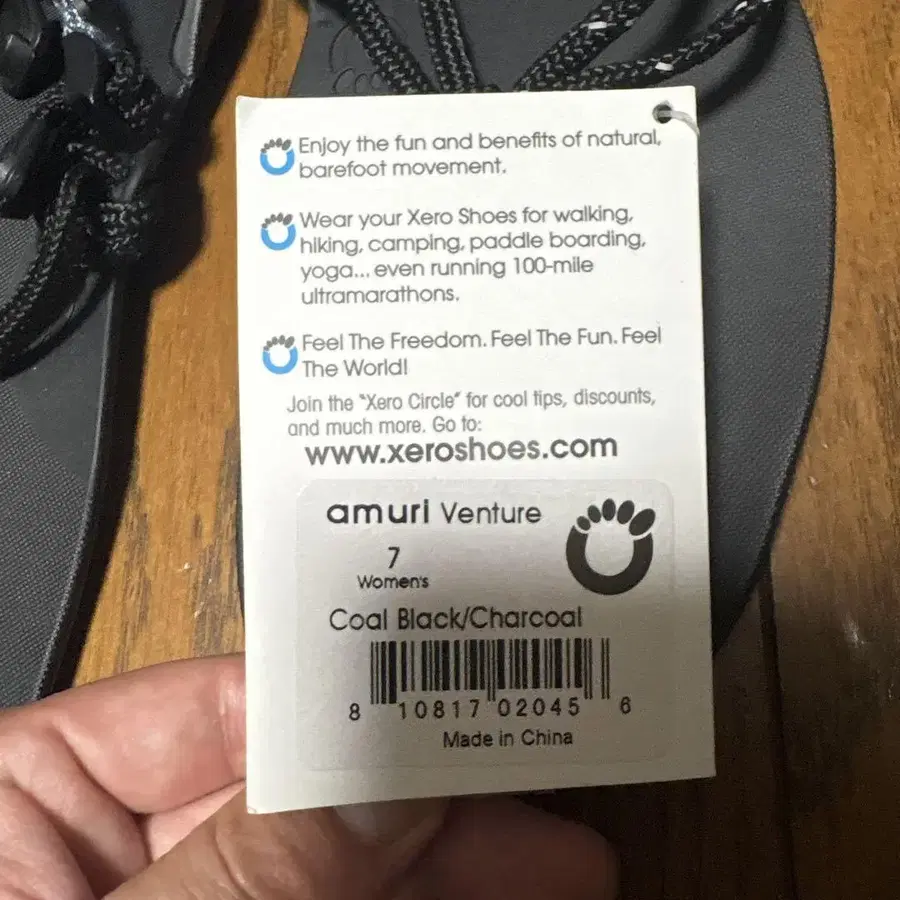 Enjoy the fun and benefits of natural,
barefoot movement.
Wear your Xero Shoes for walking,
hiking, camping, paddle boarding,
yoga... even running 100-mile
ultramarathons.
Feel The Freedom. Feel The Fun. Feel
The World!
Join the "Xero Circle" for cool tips, discounts,
and much more. Go to:
www.xeroshoes.com
amuri Venture
7
Women's
Coal Black/Charcoal
8 10817 02045 6
Made in China